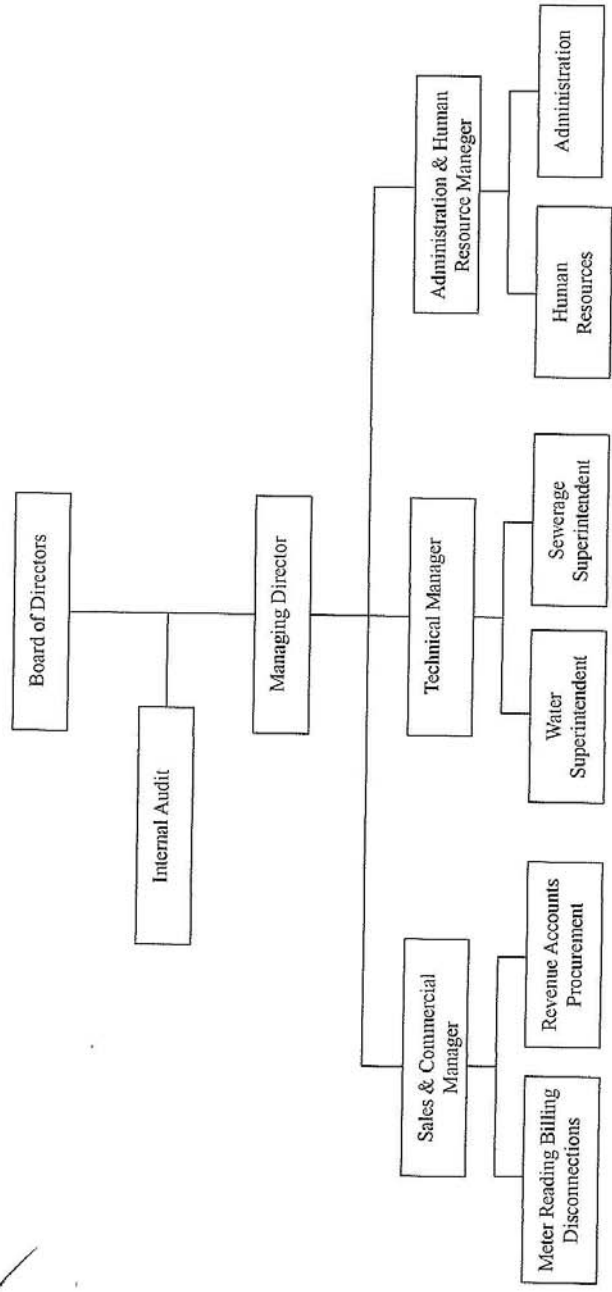 Board of Directors
Internal Audit
Managing Director
Sales & Commercial
Manager
Technical Manager
Administration & Human
Resource Maneger
Meter Reading Billing
Disconnections
Revenue Accounts
Procurement
Water
Superintendent
Sewerage
Superintendent
Human
Resources
Administration